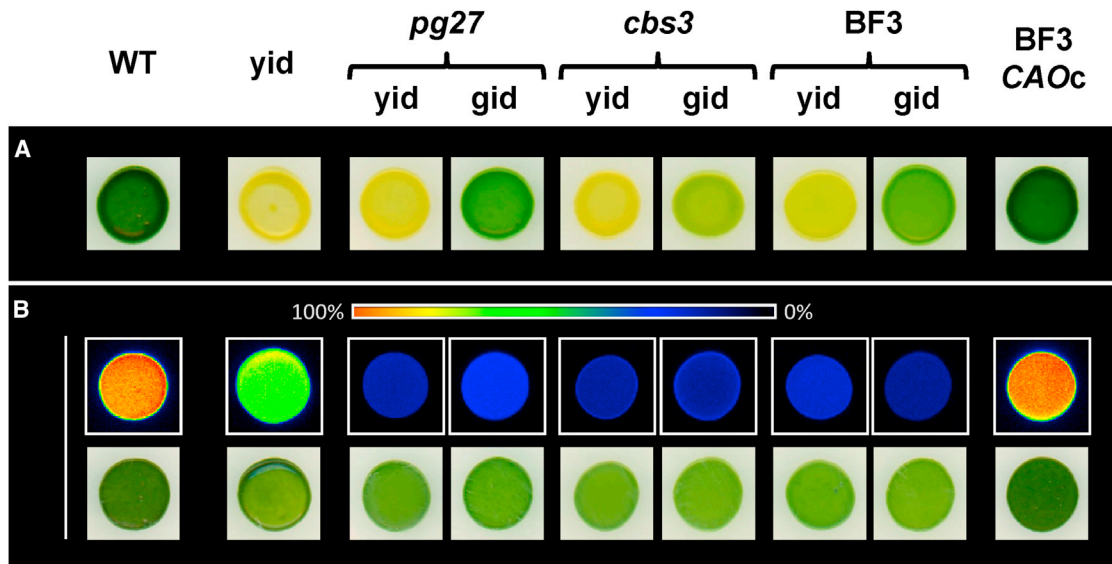 pg27 cbs3 BF3 BF3
WT yid CAOc
yid gid yid gid yid gid
A
B
100% 0%